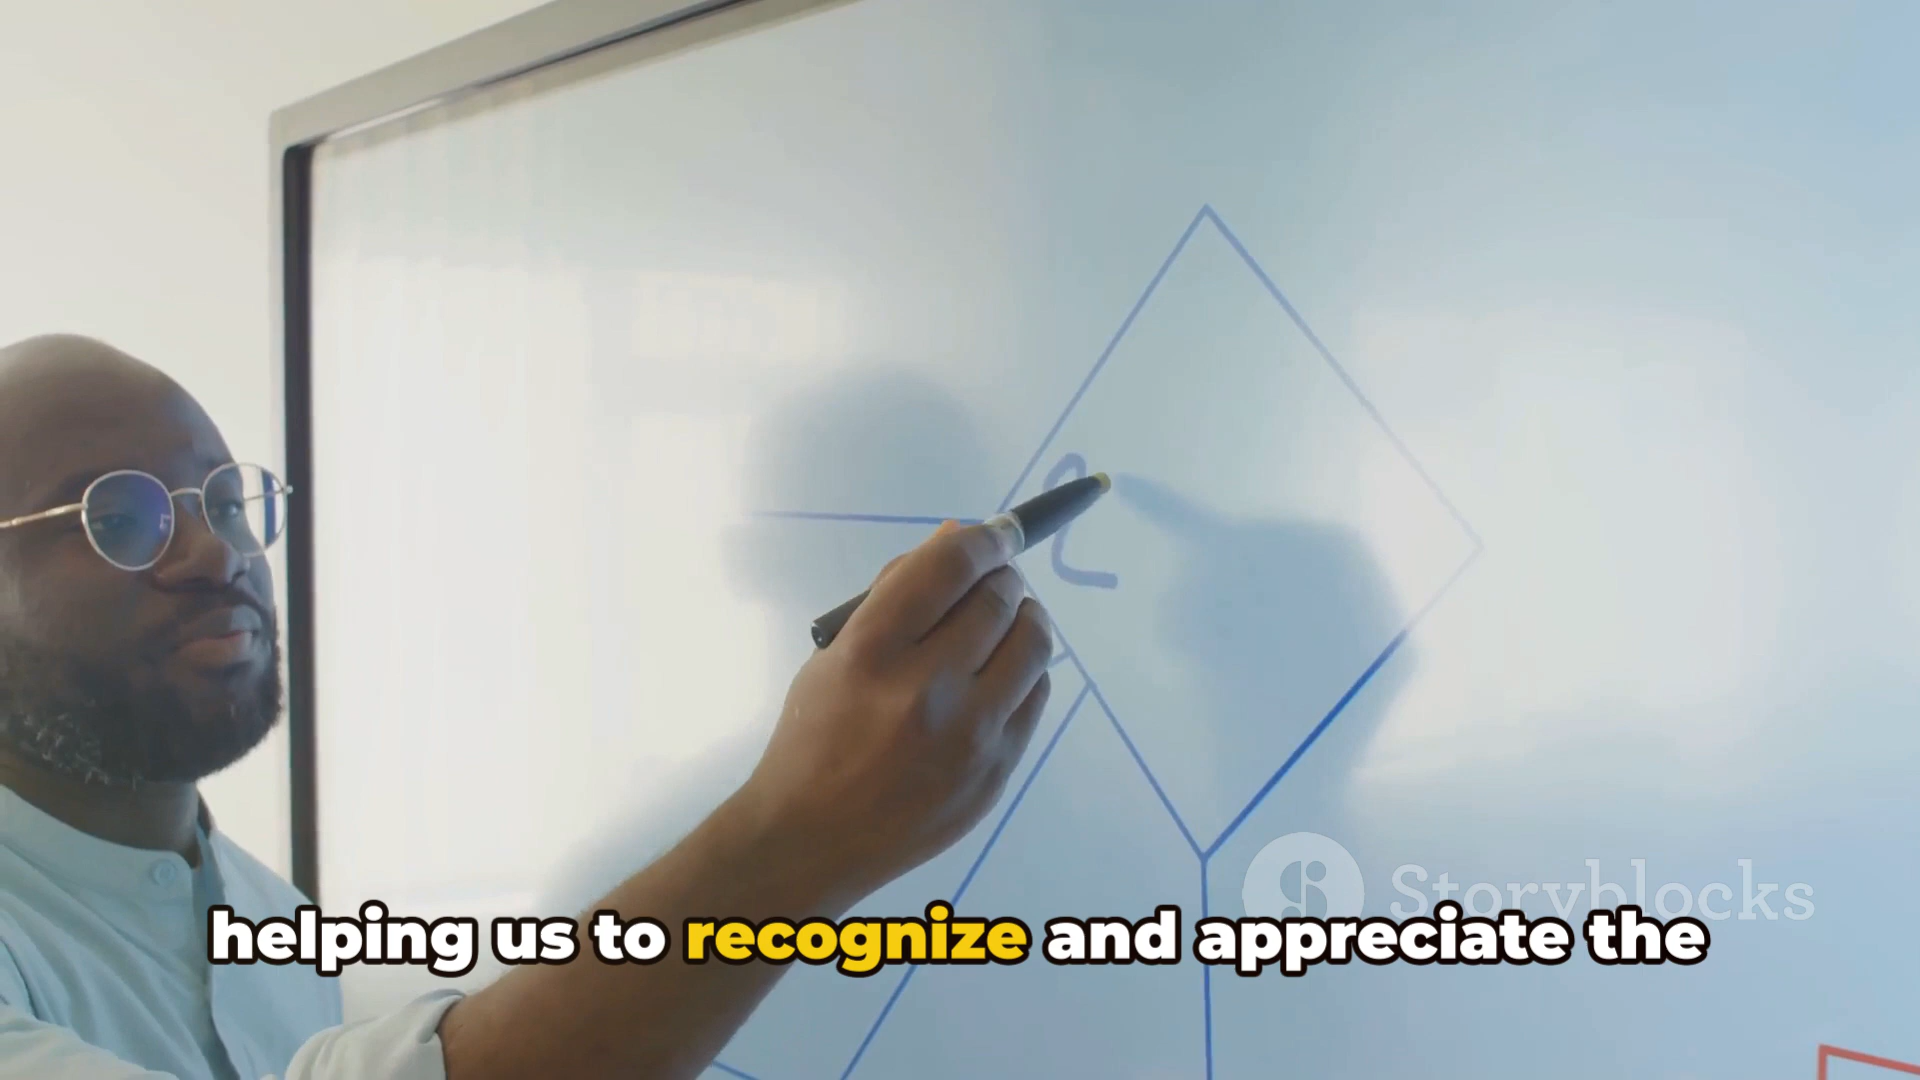 Storyblocks
helping us to recognize and appreciate the